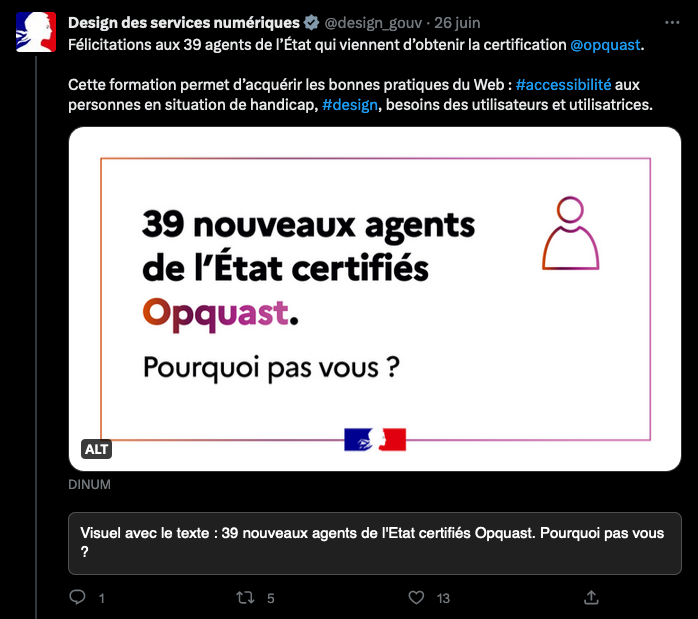 Design des services numériques @design_gouv · 26 juin
Félicitations aux 39 agents de l’État qui viennent d’obtenir la certification @opquast.
Cette formation permet d’acquérir les bonnes pratiques du Web : #accessibilité aux
personnes en situation de handicap, #design, besoins des utilisateurs et utilisatrices.
39 nouveaux agents
de l’État certifiés
Opquast.
Pourquoi pas vous ?
ALT
DINUM
Visuel avec le texte : 39 nouveaux agents de l'Etat certifiés Opquast. Pourquoi pas vous
?
1 5 13